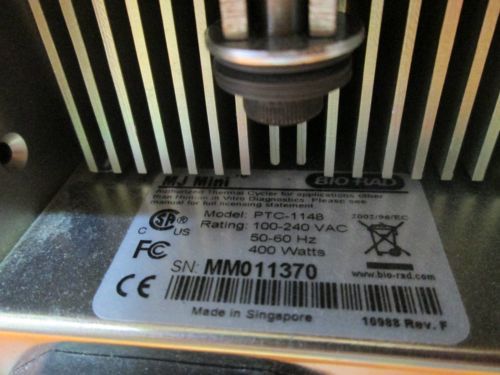 MJ Mini
BIO-RAD
Authorized Thermal Cycler for applications other
than Human in Vitro Diagnostics. Please see
manual for full licensing statement.
Model: PTC-1148
Rating: 100-240 VAC
50-60 Hz
400 Watts
2002/96/EC
C US
FC
SN: MM011370
www.bio-rad.com
CE
Made in Singapore
10988 Rev. F